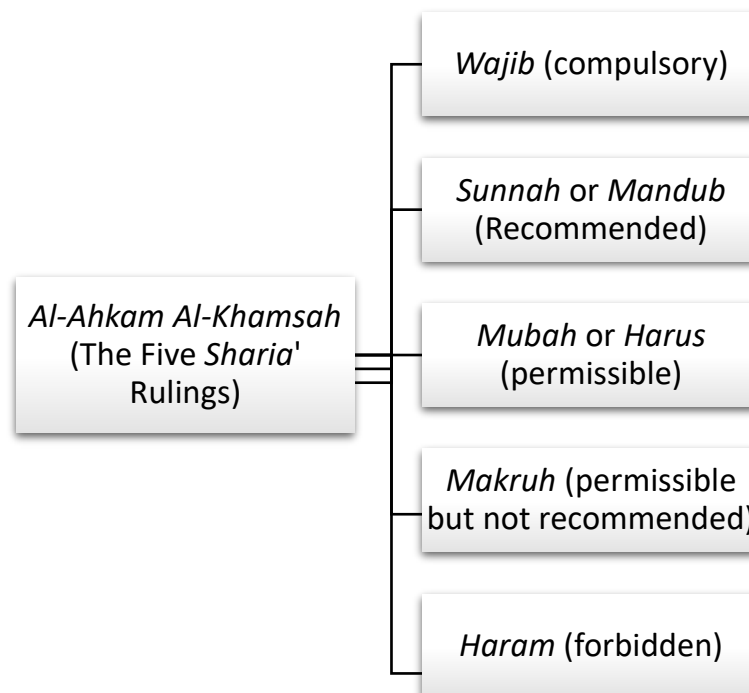 Wajib (compulsory)
Sunnah or Mandub
(Recommended)
Al-Ahkam Al-Khamsah
(The Five Sharia'
Rulings)
Mubah or Harus
(permissible)
Makruh (permissible
but not recommended)
Haram (forbidden)